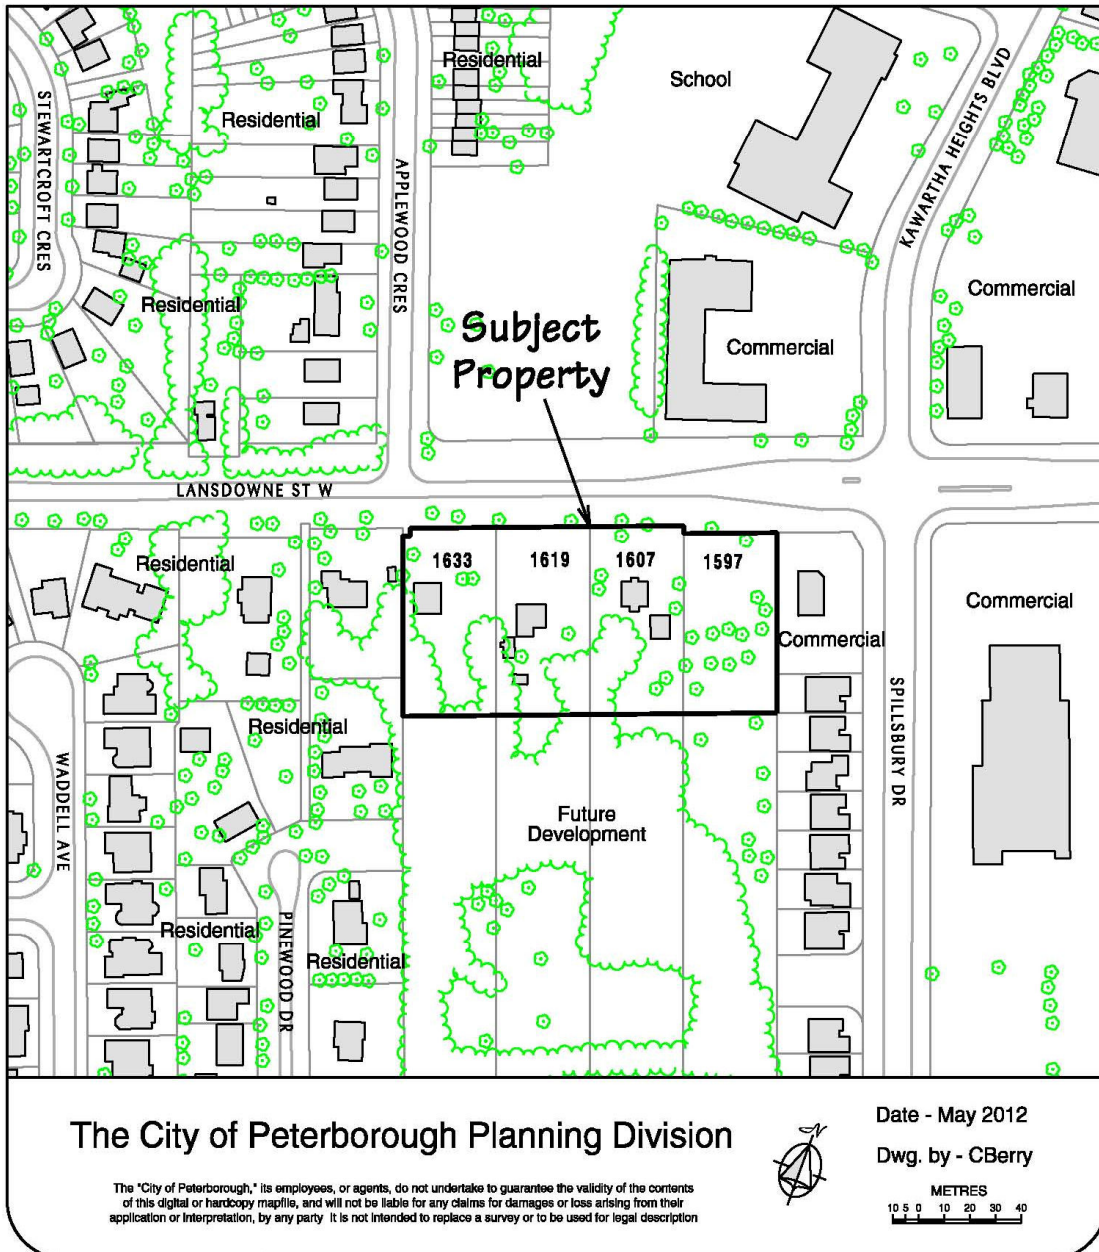 School
Residential
Residential
STEWARTCROFT CRES
APPLEWOOD CRES
KAWARTHA HEIGHTS BLVD
Residential
Commercial
Subject
Property
Commercial
LANSDOWNE ST W
Residential
1633
1619
1607
1597
Commercial
Commercial
Residential
WADDELL AVE
SPILLSBURY DR
Future
Development
Residential
PINEWOOD DR
Residential
The City of Peterborough Planning Division
The "City of Peterborough," its employees, or agents, do not undertake to guarantee the validity of the contents
of this digital or hardcopy mapfile, and will not be liable for any claims for damages or loss arising from their
application or interpretation, by any party It is not intended to replace a survey or to be used for legal description
N
Date - May 2012
Dwg. by - CBerry
METRES
10 5 0 10 20 30 40